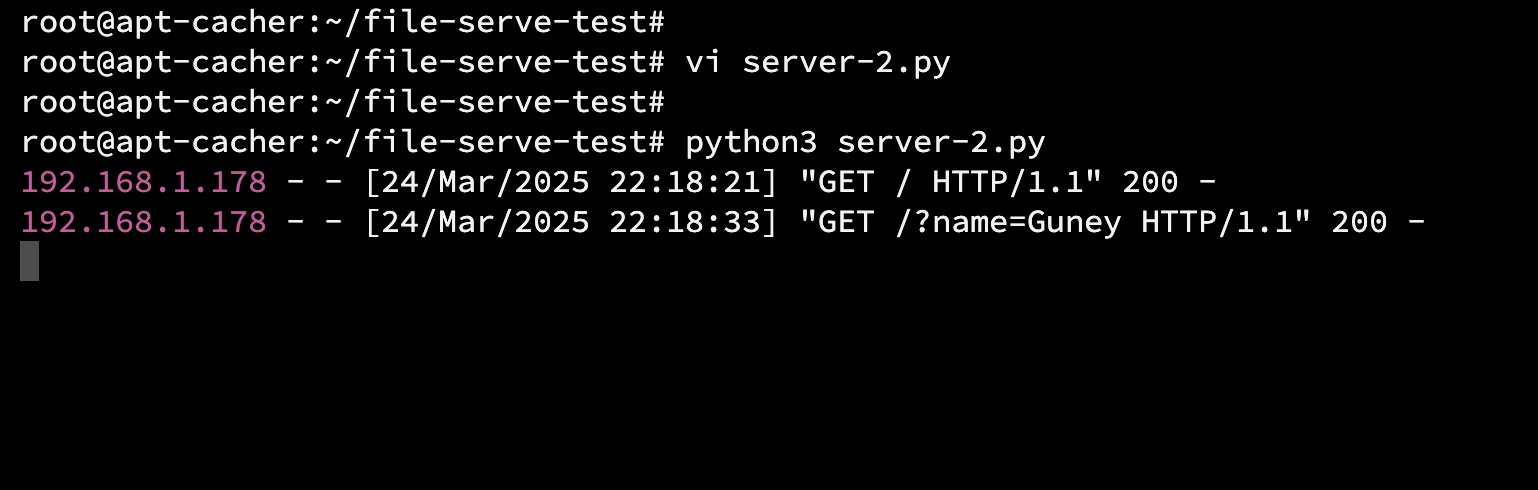 root@apt-cacher:~/file-serve-test#
root@apt-cacher:~/file-serve-test# vi server-2.py
root@apt-cacher:~/file-serve-test#
root@apt-cacher:~/file-serve-test# python3 server-2.py
192.168.1.178 - - [24/Mar/2025 22:18:21] "GET / HTTP/1.1" 200 -
192.168.1.178 - - [24/Mar/2025 22:18:33] "GET /?name=Guney HTTP/1.1" 200 -